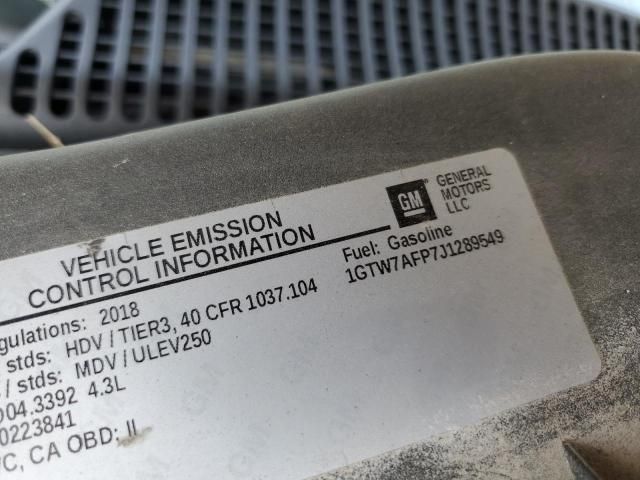 GM
GENERAL
MOTORS
LLC
VEHICLE EMISSION
CONTROL INFORMATION
Fuel: Gasoline
1GTW7AFP7J1289549
gulations: 2018
stds: HDV / TIER3, 40 CFR 1037.104
/ stds: MDV / ULEV250
04.3392 4.3L
0223841
CA OBD: II